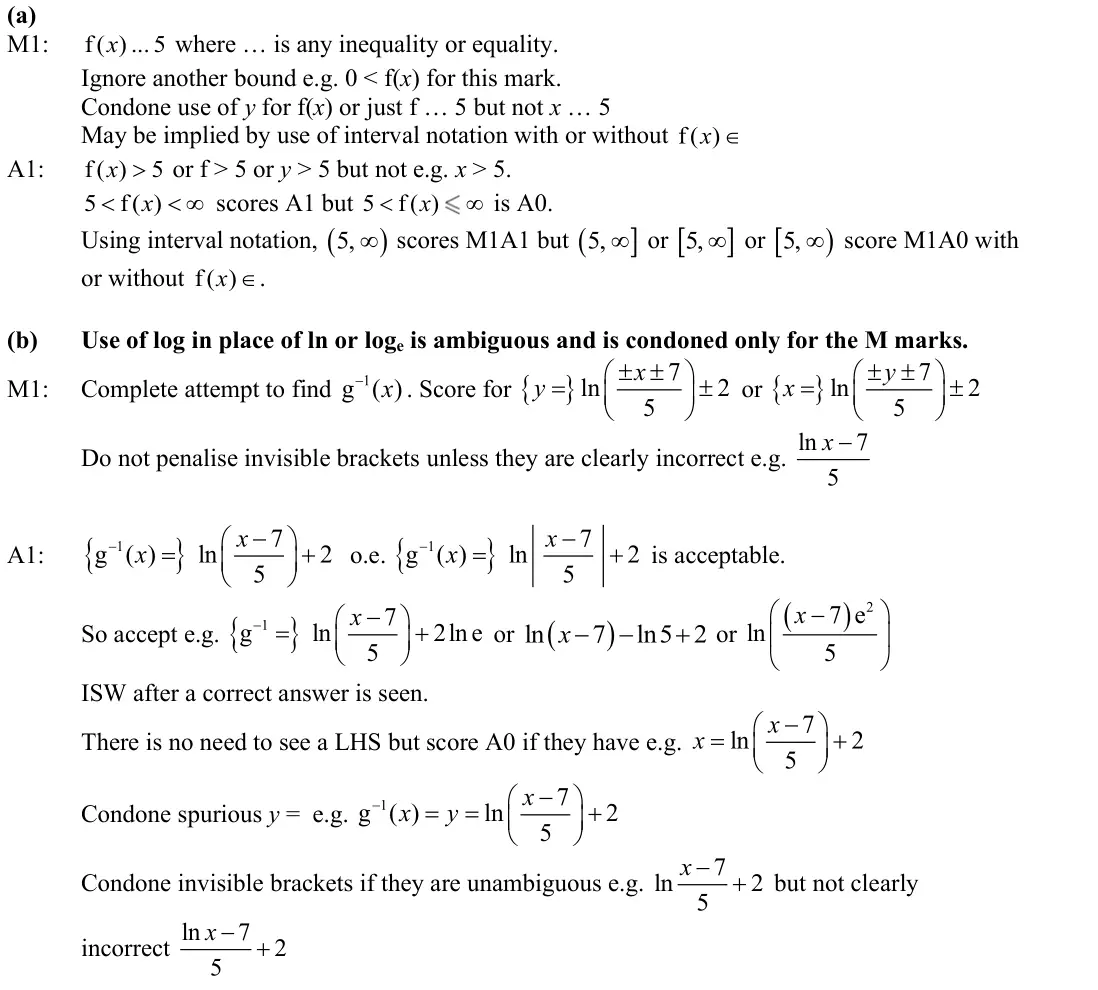 (a)
M1: f(x) ... 5 where … is any inequality or equality.
Ignore another bound e.g. 0 < f(x) for this mark.
Condone use of y for f(x) or just f … 5 but not x … 5
May be implied by use of interval notation with or without f(x) ∈
A1: f(x) > 5 or f > 5 or y > 5 but not e.g. x > 5.
5 < f(x) < ∞ scores A1 but 5 < f(x) ⩽ ∞ is A0.
Using interval notation, (5, ∞) scores M1A1 but (5, ∞] or [5, ∞] or [5, ∞) score M1A0 with
or without f(x) ∈ .
(b) Use of log in place of ln or logₑ is ambiguous and is condoned only for the M marks.
M1: Complete attempt to find g⁻¹(x). Score for {y =} ln((±x ± 7)/5) ± 2 or {x =} ln((±y ± 7)/5) ± 2
Do not penalise invisible brackets unless they are clearly incorrect e.g. (ln x − 7)/5
A1: {g⁻¹(x) =} ln((x − 7)/5) + 2 o.e. {g⁻¹(x) =} ln|(x − 7)/5| + 2 is acceptable.
So accept e.g. {g⁻¹ =} ln((x − 7)/5) + 2 ln e or ln(x − 7) − ln 5 + 2 or ln(((x − 7)e²)/5)
ISW after a correct answer is seen.
There is no need to see a LHS but score A0 if they have e.g. x = ln((x − 7)/5) + 2
Condone spurious y = e.g. g⁻¹(x) = y = ln((x − 7)/5) + 2
Condone invisible brackets if they are unambiguous e.g. ln (x − 7)/5 + 2 but not clearly
incorrect (ln x − 7)/5 + 2